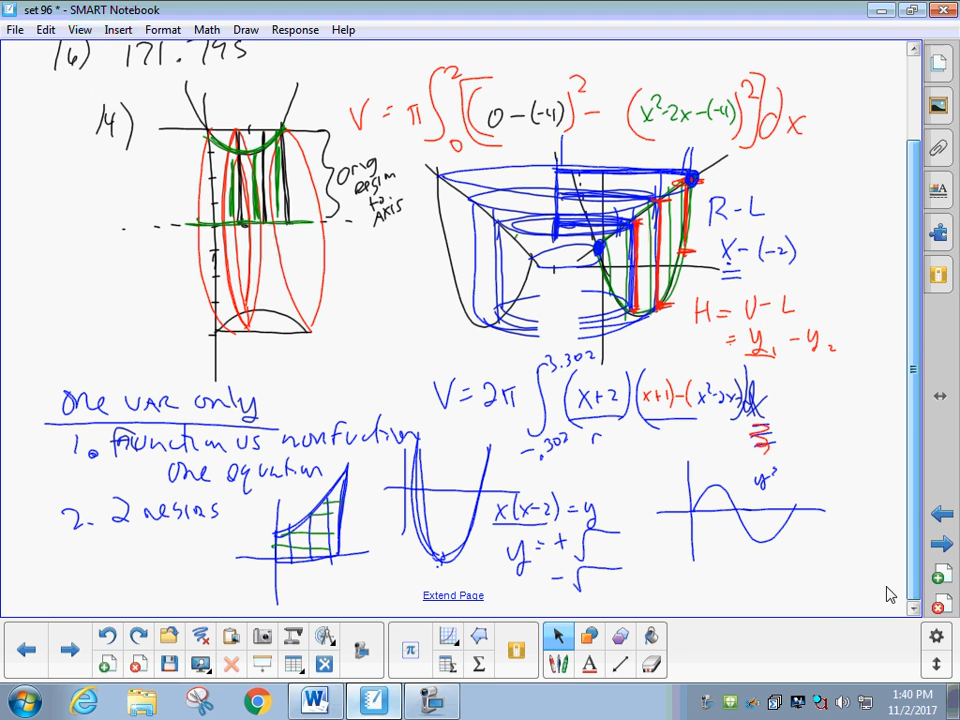 set 96 * - SMART Notebook
File Edit View Insert Format Tools Math Draw Response Help
16) 171.795
14)
V = π ∫₀² [(0-(-4))² - (x²-2x-(-4))²] dx
orig
region
to
AXIS
R - L
x - (-2)
H = U - L
= y₁ - y₂
V = 2π ∫ (x+2)(x+1)-(x²-2x) dx
3.302
-.302
r
One VAR only
1. Function vs nonfuction
one equation
2. 2 regions
x(x-2) = y
y = + √
- √
Extend Page
1:40 PM
11/2/2017